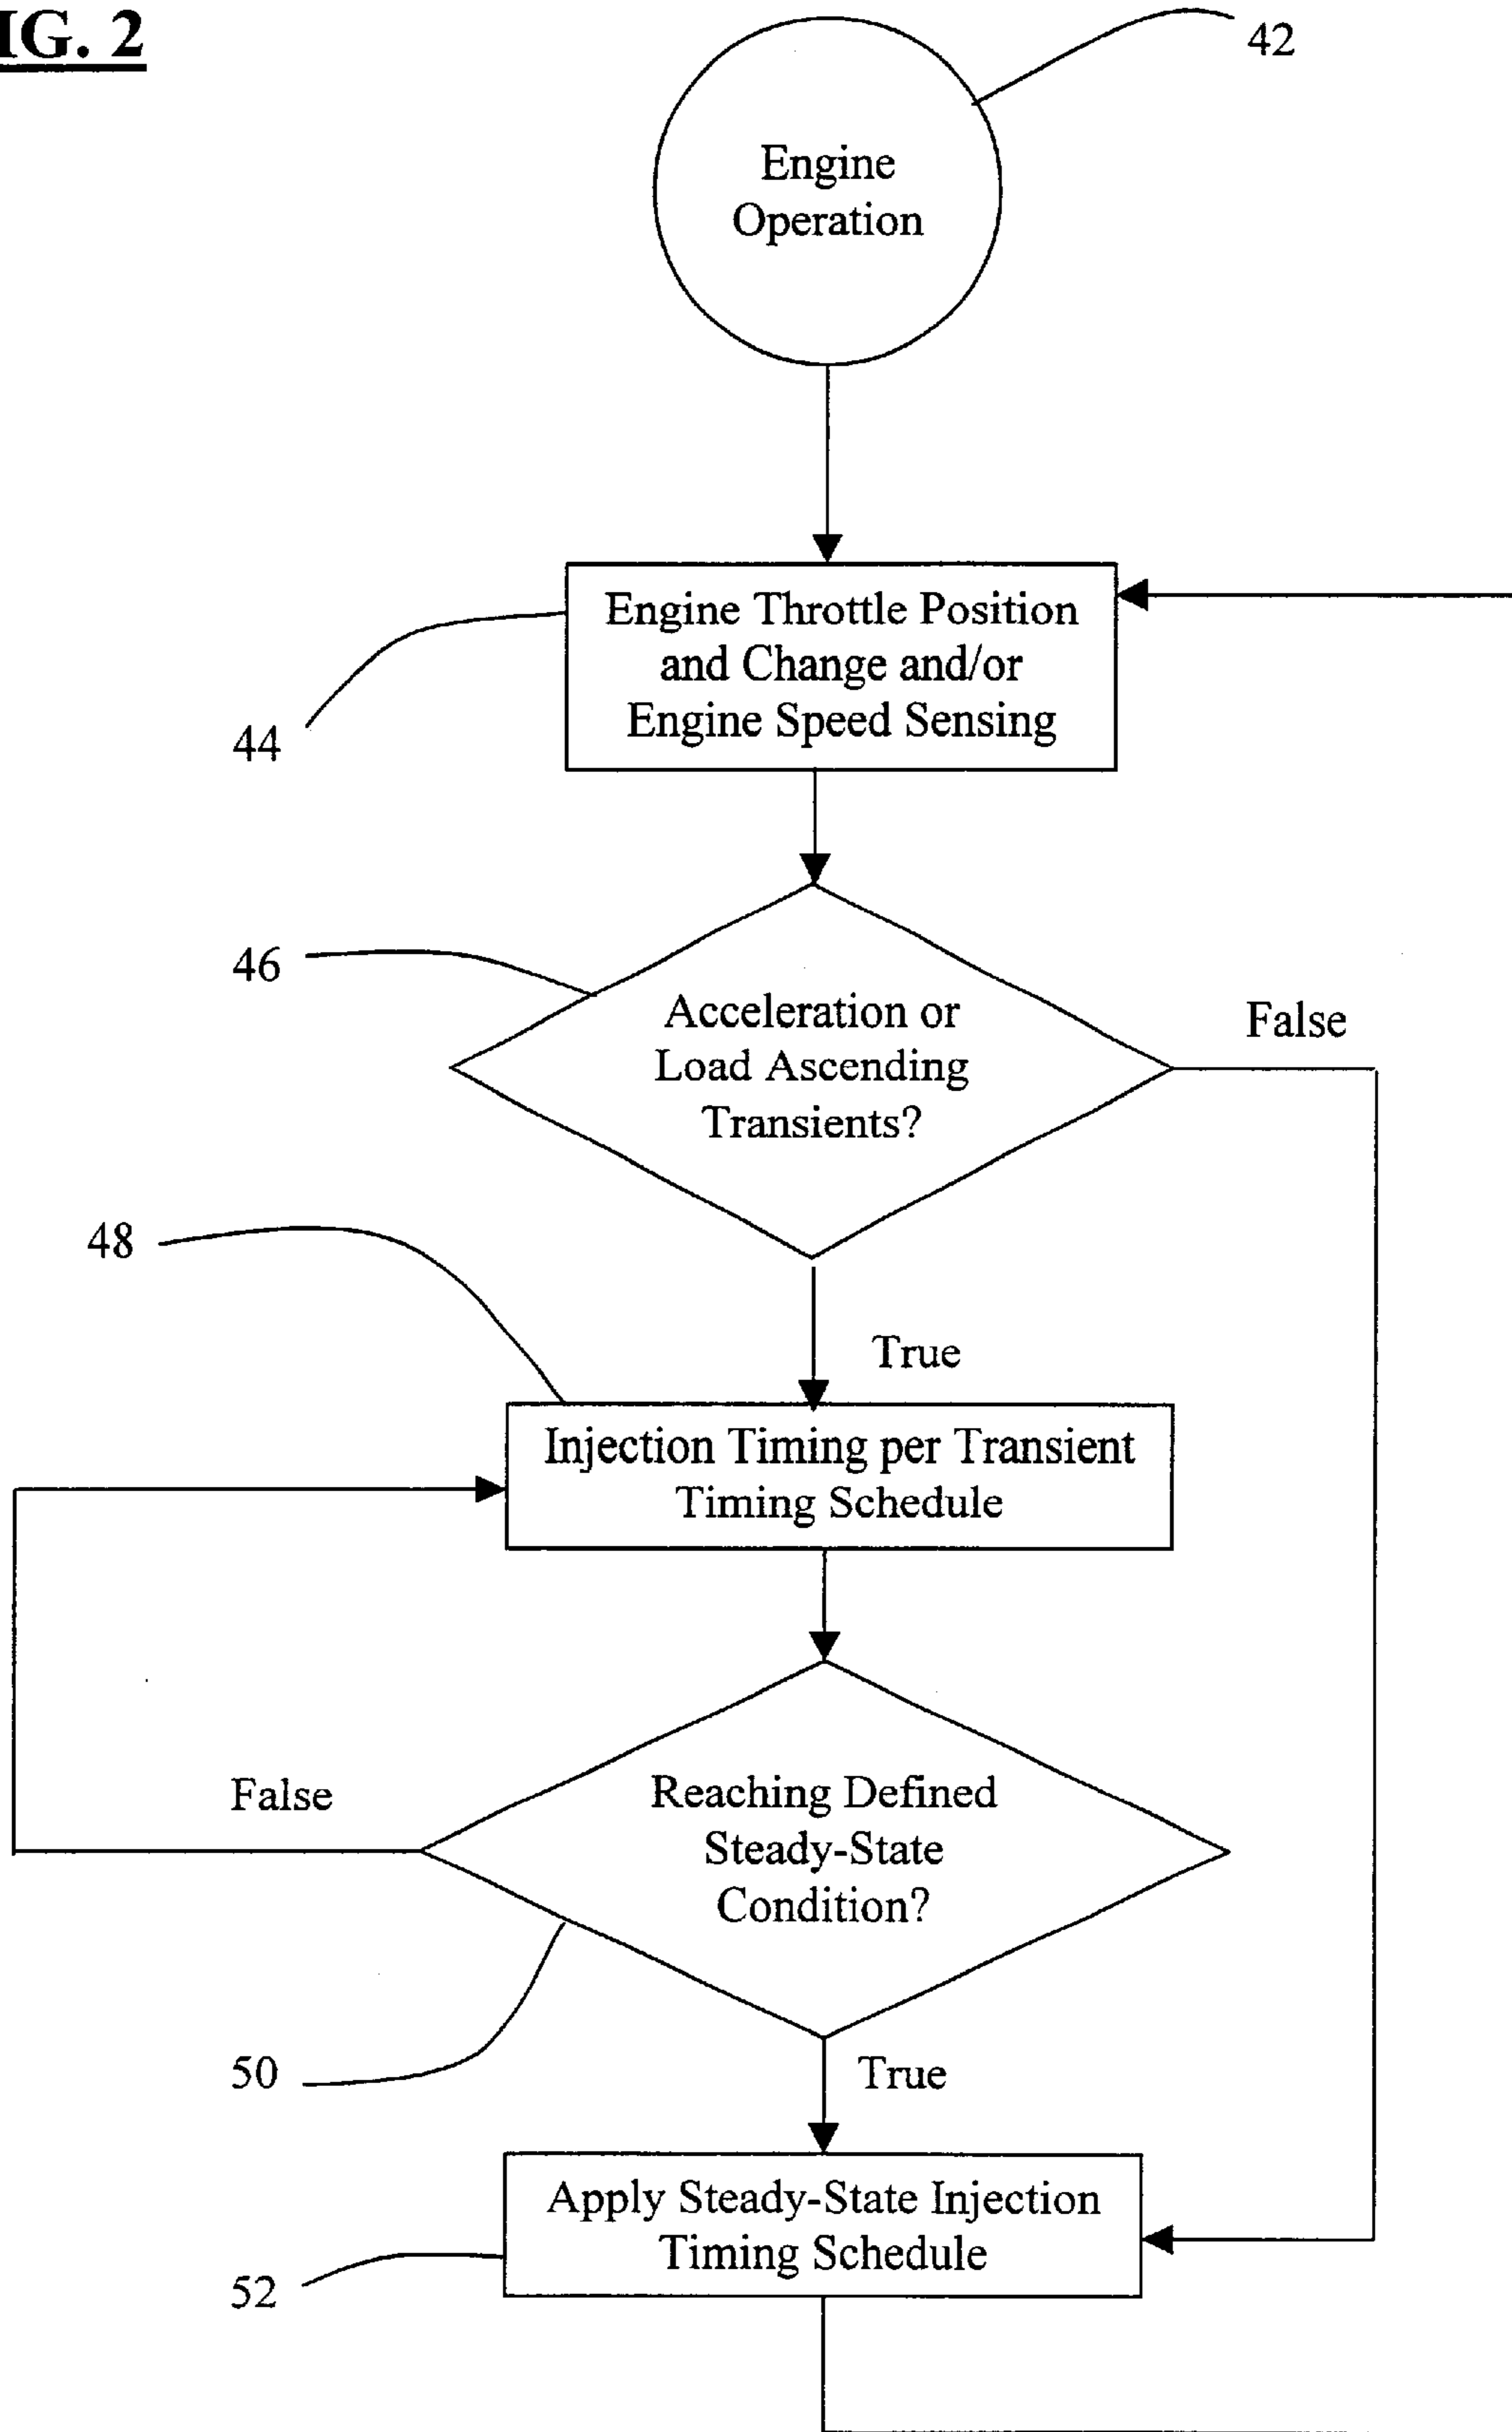 IG. 2
42
Engine
Operation
Engine Throttle Position
and Change and/or
Engine Speed Sensing
44
46
Acceleration or
Load Ascending
Transients?
False
48
True
Injection Timing per Transient
Timing Schedule
False
Reaching Defined
Steady-State
Condition?
50
True
Apply Steady-State Injection
Timing Schedule
52